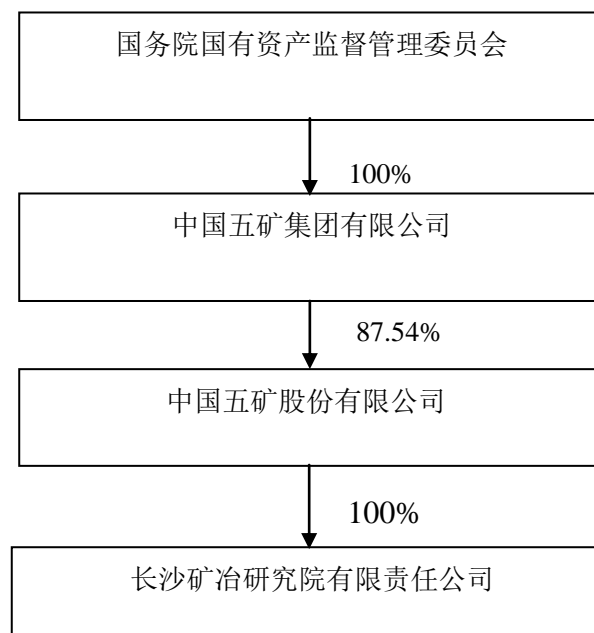 国务院国有资产监督管理委员会
100%
中国五矿集团有限公司
87.54%
中国五矿股份有限公司
100%
长沙矿冶研究院有限责任公司